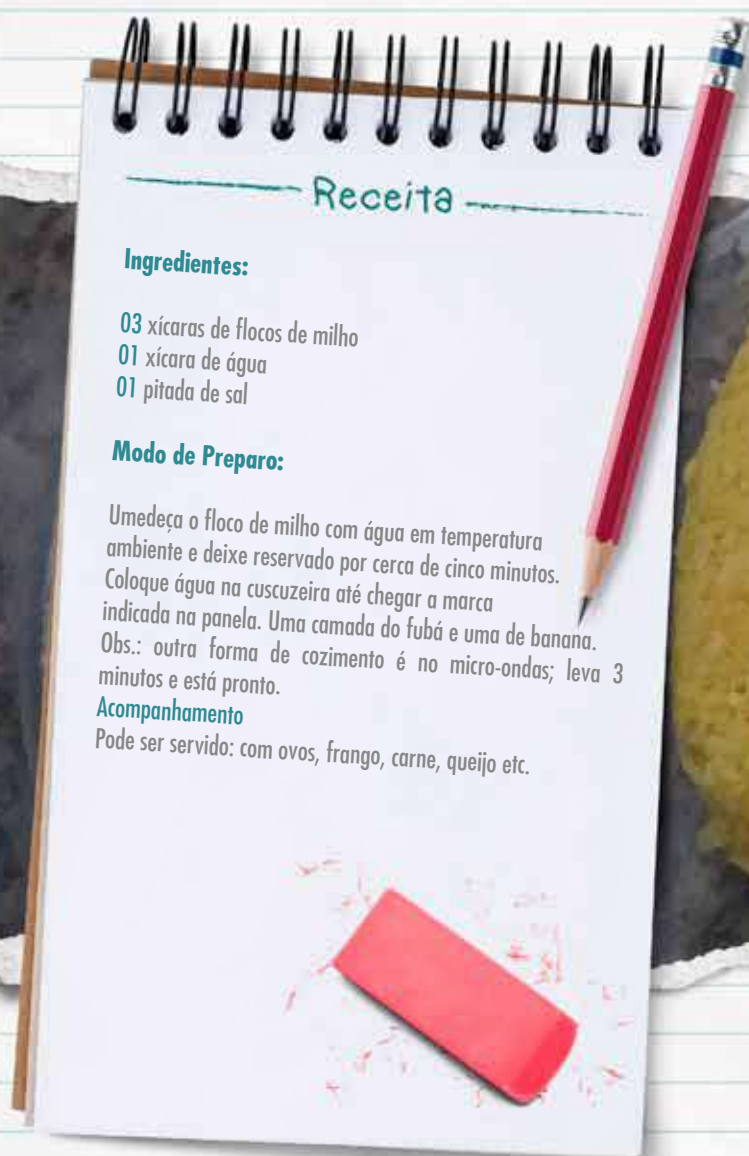 Receita
Ingredientes:
03 xícaras de flocos de milho
01 xícara de água
01 pitada de sal
Modo de Preparo:
Umedeça o floco de milho com água em temperatura
ambiente e deixe reservado por cerca de cinco minutos.
Coloque água na cuscuzeira até chegar a marca
indicada na panela. Uma camada do fubá e uma de banana.
Obs.: outra forma de cozimento é no micro-ondas; leva 3
minutos e está pronto.
Acompanhamento
Pode ser servido: com ovos, frango, carne, queijo etc.